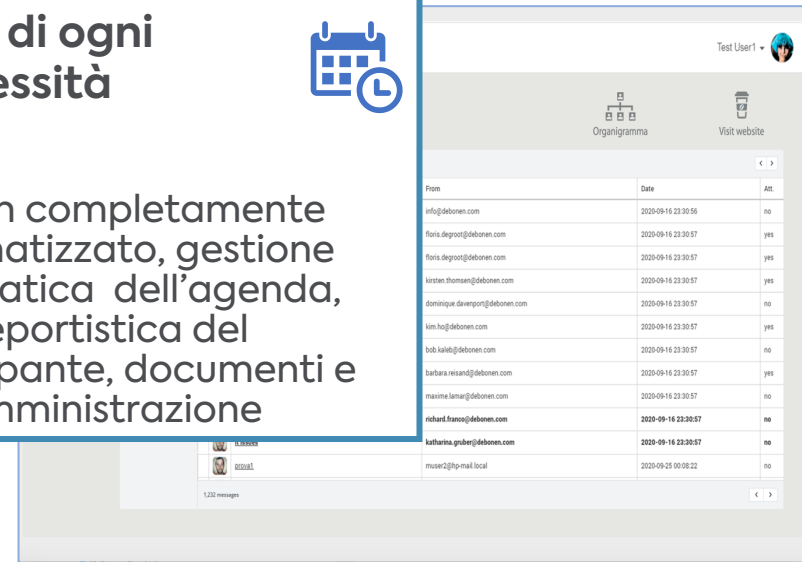 di ogni
essità
completamente
atizzato, gestione
atica dell'agenda,
eportistica del
pante, documenti e
mministrazione
Test User1
Organigramma
Visit website
From Date Att.
info@debonen.com 2020-09-16 23:30:56 no
floris.degroot@debonen.com 2020-09-16 23:30:57 yes
floris.degroot@debonen.com 2020-09-16 23:30:57 yes
kirsten.thomsen@debonen.com 2020-09-16 23:30:57 yes
dominique.davenport@debonen.com 2020-09-16 23:30:57 no
kim.ho@debonen.com 2020-09-16 23:30:57 yes
bob.kaleb@debonen.com 2020-09-16 23:30:57 no
barbara.reisand@debonen.com 2020-09-16 23:30:57 yes
maxime.lamar@debonen.com 2020-09-16 23:30:57 no
richard.franco@debonen.com 2020-09-16 23:30:57 no
katharina.gruber@debonen.com 2020-09-16 23:30:57 no
prova1 muser2@hp-mail.local 2020-09-25 00:08:22 no
1,232 messages